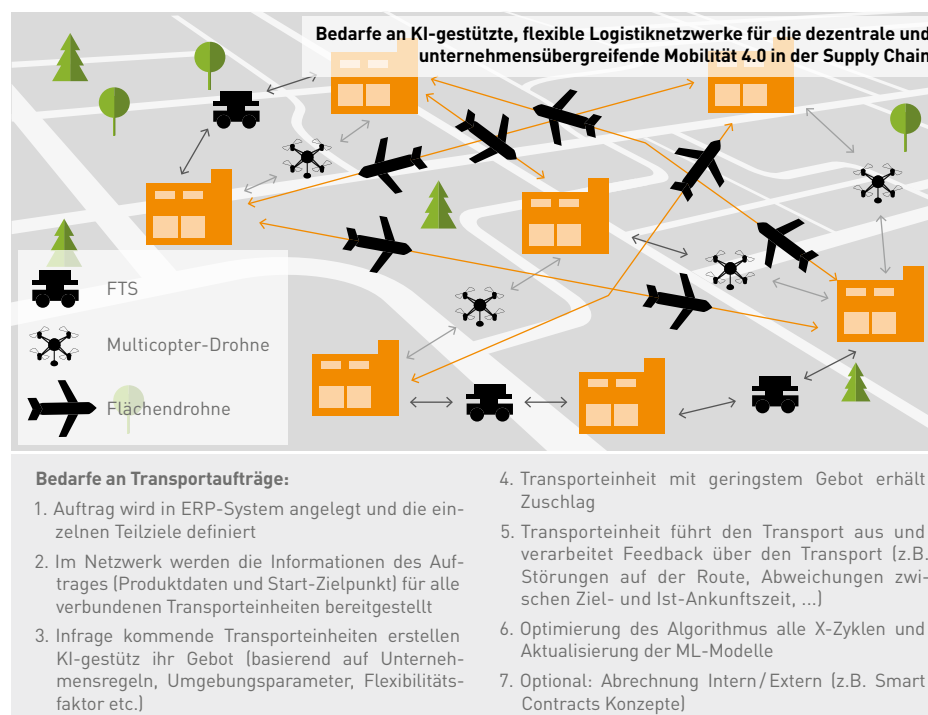 Bedarfe an KI-gestützte, flexible Logistiknetzwerke für die dezentrale und
unternehmensübergreifende Mobilität 4.0 in der Supply Chain
FTS
Multicopter-Drohne
Flächendrohne
Bedarfe an Transportaufträge:
1. Auftrag wird in ERP-System angelegt und die ein-
zelnen Teilziele definiert
2. Im Netzwerk werden die Informationen des Auf-
trages (Produktdaten und Start-Zielpunkt) für alle
verbundenen Transporteinheiten bereitgestellt
3. Infrage kommende Transporteinheiten erstellen
KI-gestütz ihr Gebot (basierend auf Unterneh-
mensregeln, Umgebungsparameter, Flexibilitäts-
faktor etc.)
4. Transporteinheit mit geringstem Gebot erhält
Zuschlag
5. Transporteinheit führt den Transport aus und
verarbeitet Feedback über den Transport (z.B.
Störungen auf der Route, Abweichungen zwi-
schen Ziel- und Ist-Ankunftszeit, ...)
6. Optimierung des Algorithmus alle X-Zyklen und
Aktualisierung der ML-Modelle
7. Optional: Abrechnung Intern/Extern (z.B. Smart
Contracts Konzepte)